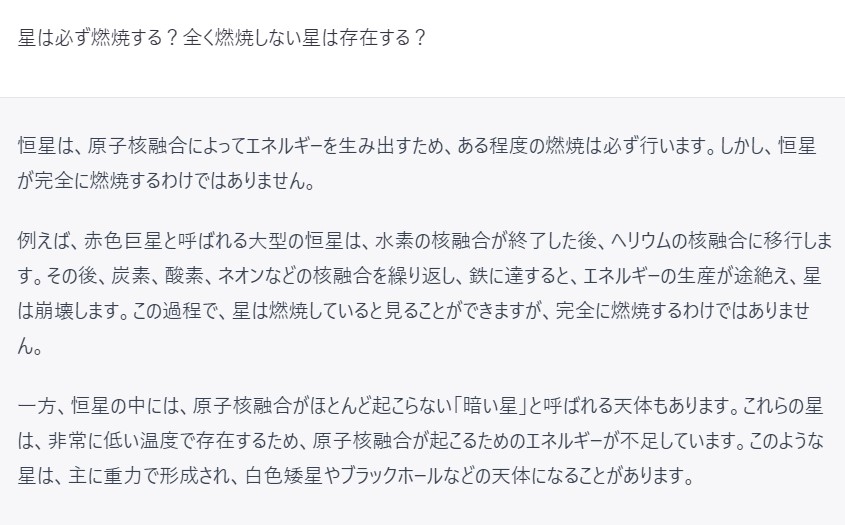 星は必ず燃焼する？全く燃焼しない星は存在する？
恒星は、原子核融合によってエネルギーを生み出すため、ある程度の燃焼は必ず行います。しかし、恒星
が完全に燃焼するわけではありません。
例えば、赤色巨星と呼ばれる大型の恒星は、水素の核融合が終了した後、ヘリウムの核融合に移行しま
す。その後、炭素、酸素、ネオンなどの核融合を繰り返し、鉄に達すると、エネルギーの生産が途絶え、星
は崩壊します。この過程で、星は燃焼していると見ることができますが、完全に燃焼するわけではありませ
ん。
一方、恒星の中には、原子核融合がほとんど起こらない「暗い星」と呼ばれる天体もあります。これらの星
は、非常に低い温度で存在するため、原子核融合が起こるためのエネルギーが不足しています。このような
星は、主に重力で形成され、白色矮星やブラックホールなどの天体になることがあります。